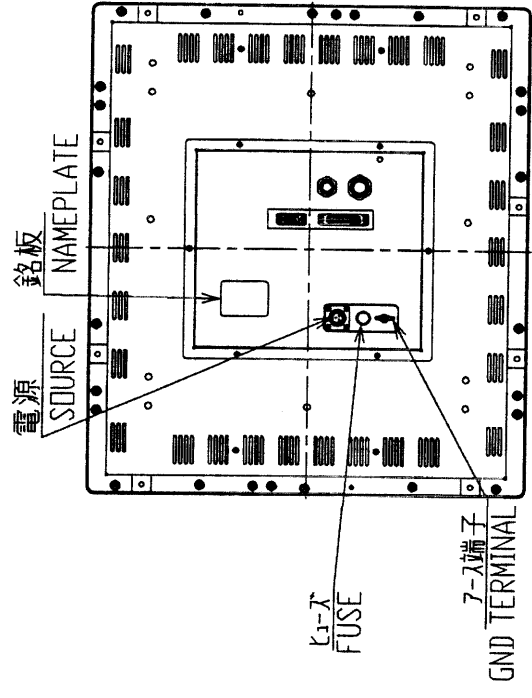 銘板
NAMEPLATE
電源
SOURCE
ヒューズ
FUSE
アース端子
GND TERMINAL